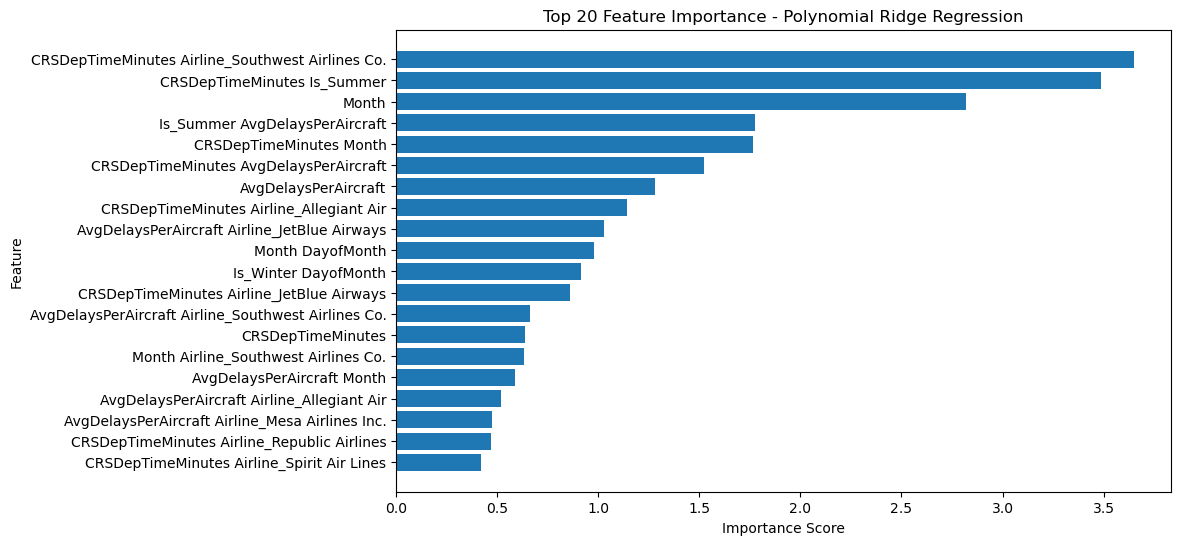 Top 20 Feature Importance - Polynomial Ridge Regression
CRSDepTimeMinutes Airline_Southwest Airlines Co.
CRSDepTimeMinutes Is_Summer
Month
Is_Summer AvgDelaysPerAircraft
CRSDepTimeMinutes Month
CRSDepTimeMinutes AvgDelaysPerAircraft
AvgDelaysPerAircraft
CRSDepTimeMinutes Airline_Allegiant Air
AvgDelaysPerAircraft Airline_JetBlue Airways
Month DayofMonth
Is_Winter DayofMonth
CRSDepTimeMinutes Airline_JetBlue Airways
AvgDelaysPerAircraft Airline_Southwest Airlines Co.
CRSDepTimeMinutes
Month Airline_Southwest Airlines Co.
AvgDelaysPerAircraft Month
AvgDelaysPerAircraft Airline_Allegiant Air
AvgDelaysPerAircraft Airline_Mesa Airlines Inc.
CRSDepTimeMinutes Airline_Republic Airlines
CRSDepTimeMinutes Airline_Spirit Air Lines
Feature
0.0 0.5 1.0 1.5 2.0 2.5 3.0 3.5
Importance Score